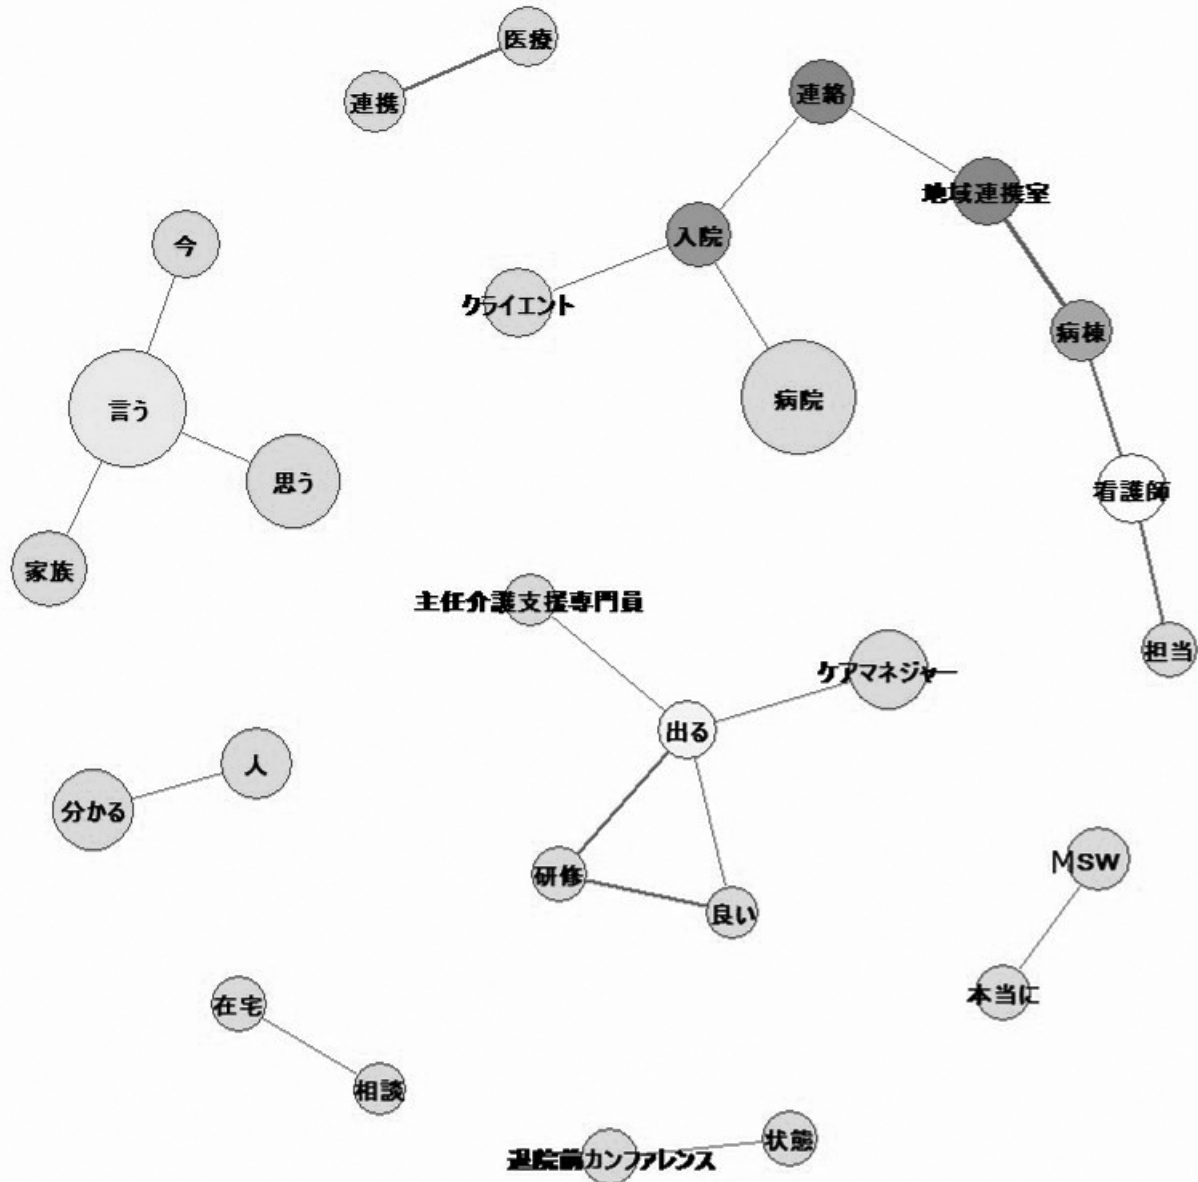 医療
連携
連絡
地域連携室
入院
今
クライエント
病棟
病院
言う
思う
看護師
家族
主任介護支援専門員
担当
ケアマネジャー
出る
人
分かる
MSW
研修
良い
本当に
在宅
相談
状態
退院前カンファレンス